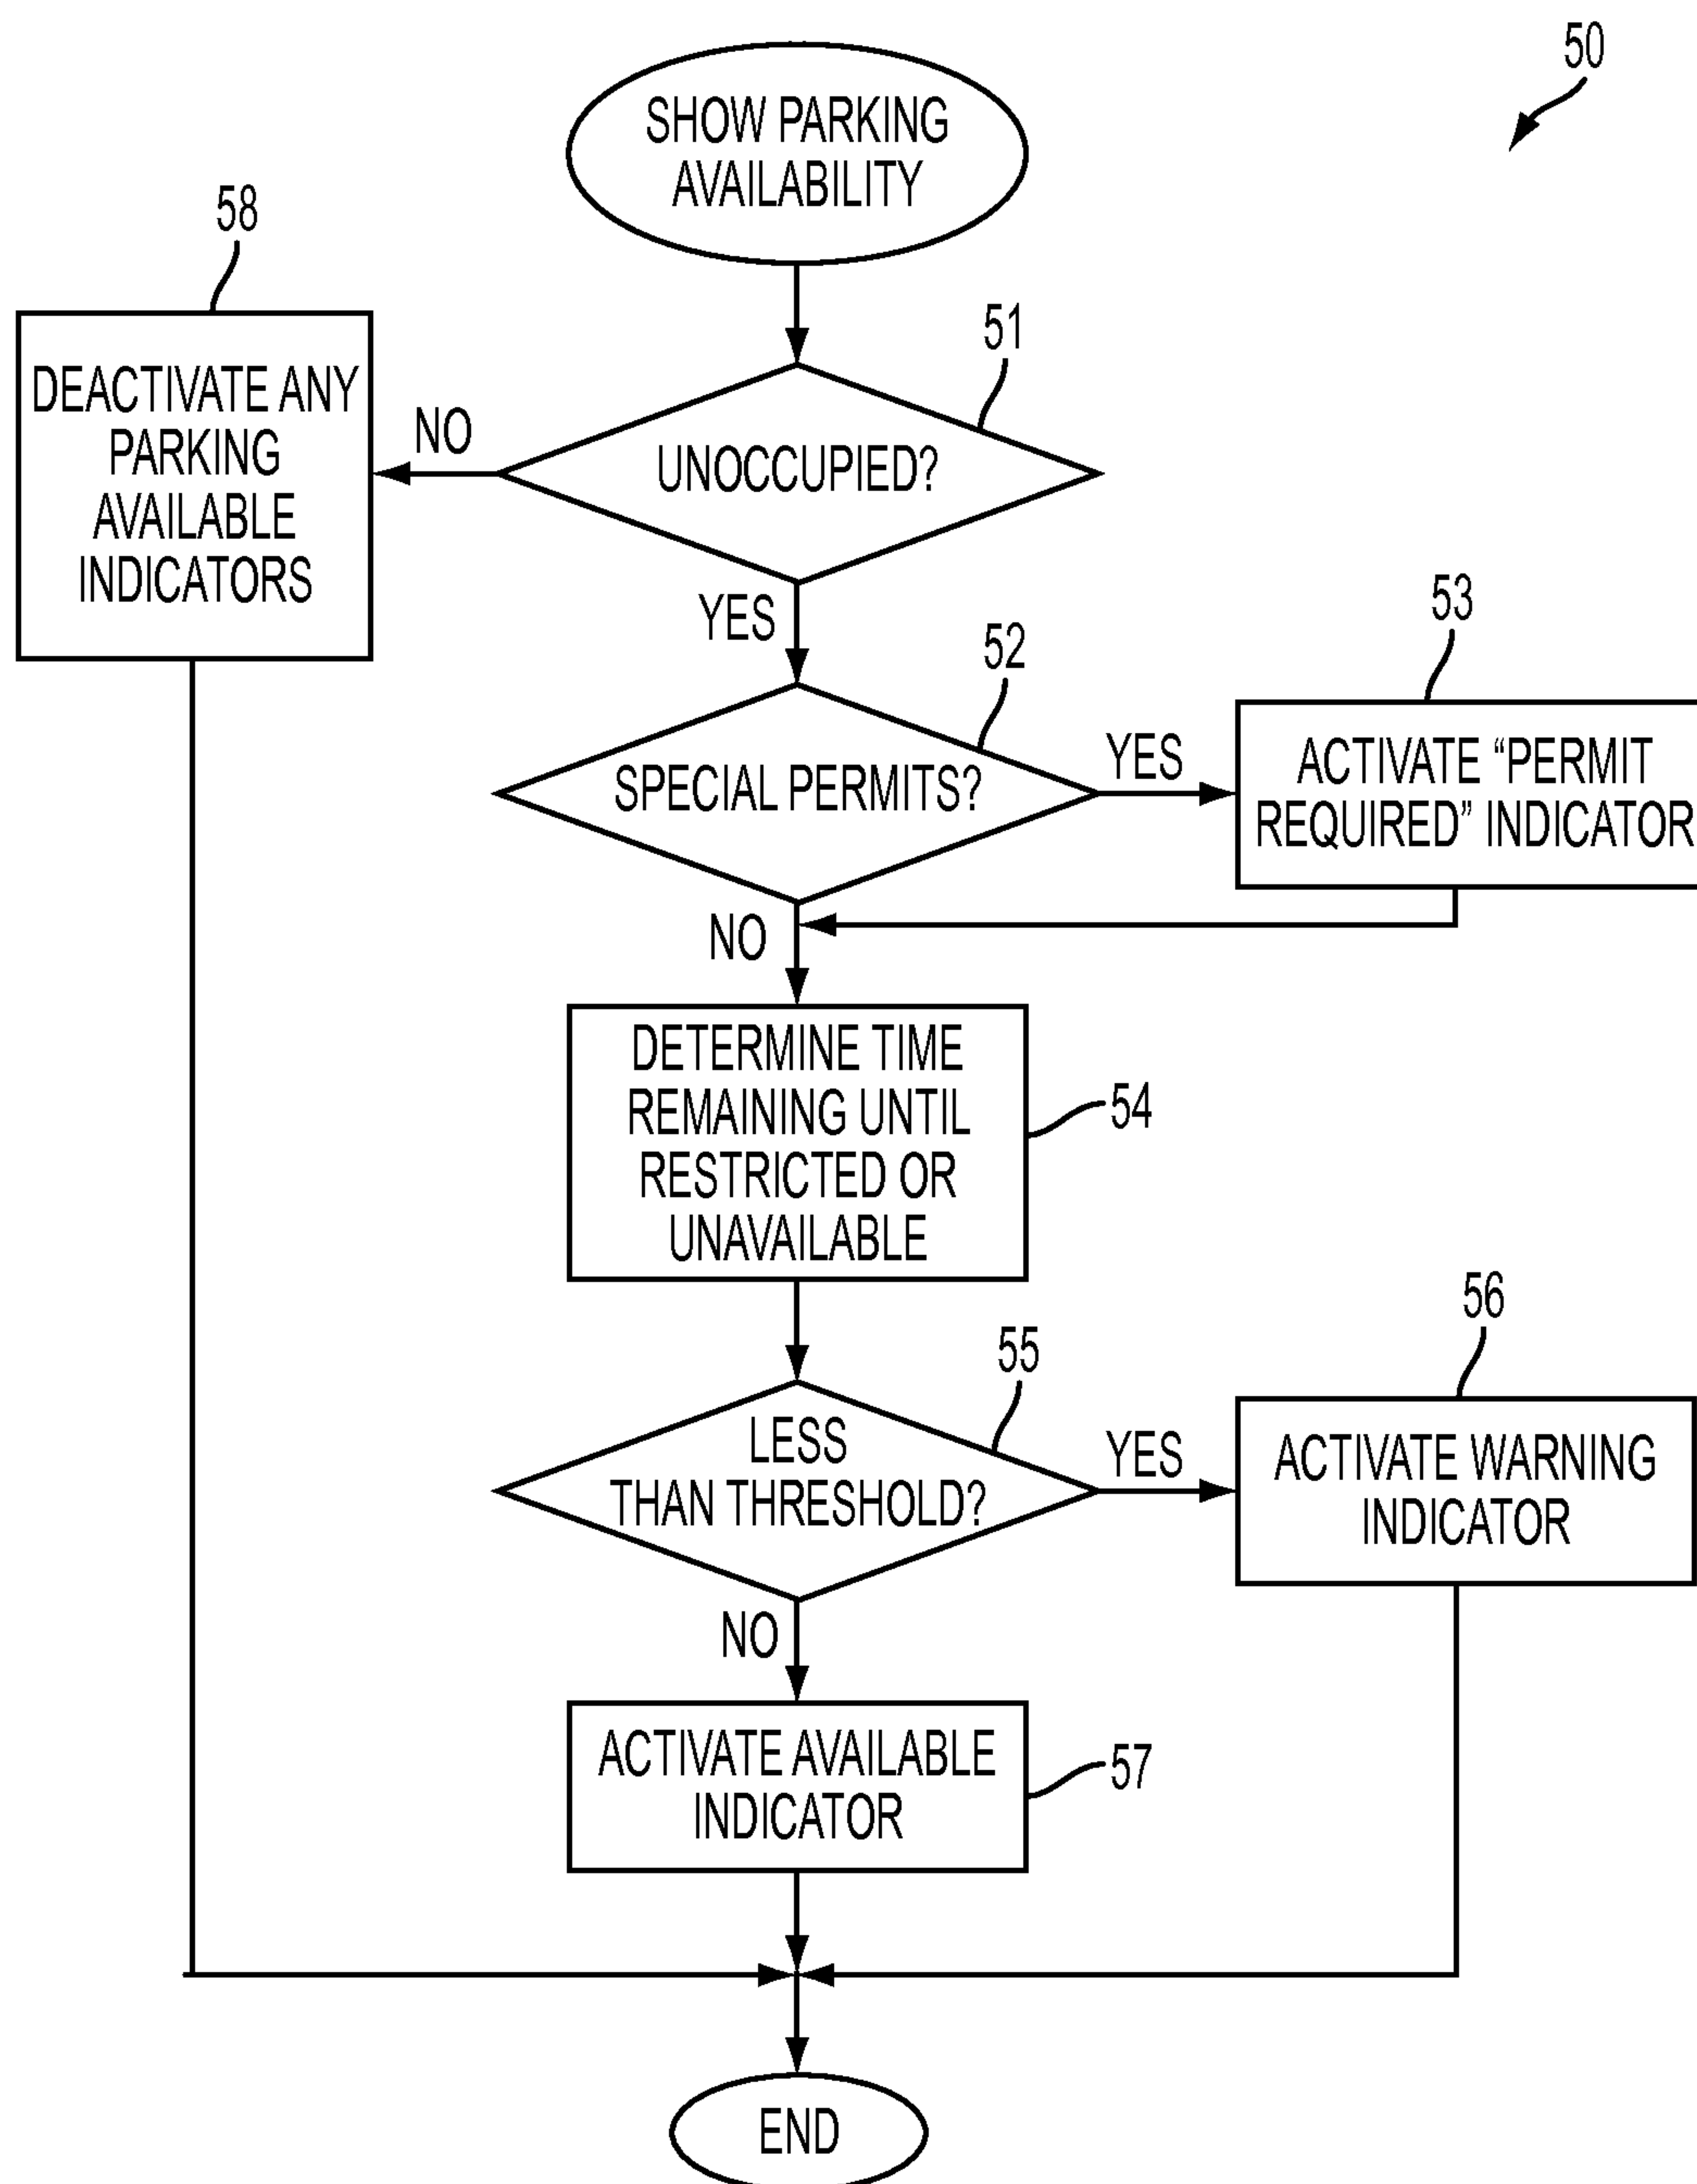 50
SHOW PARKING
AVAILABILITY
58
51
DEACTIVATE ANY
PARKING
AVAILABLE
INDICATORS
NO
UNOCCUPIED?
YES
52
53
SPECIAL PERMITS?
YES
ACTIVATE “PERMIT
REQUIRED” INDICATOR
NO
DETERMINE TIME
REMAINING UNTIL
RESTRICTED OR
UNAVAILABLE
54
55
56
LESS
THAN THRESHOLD?
YES
ACTIVATE WARNING
INDICATOR
NO
ACTIVATE AVAILABLE
INDICATOR
57
END